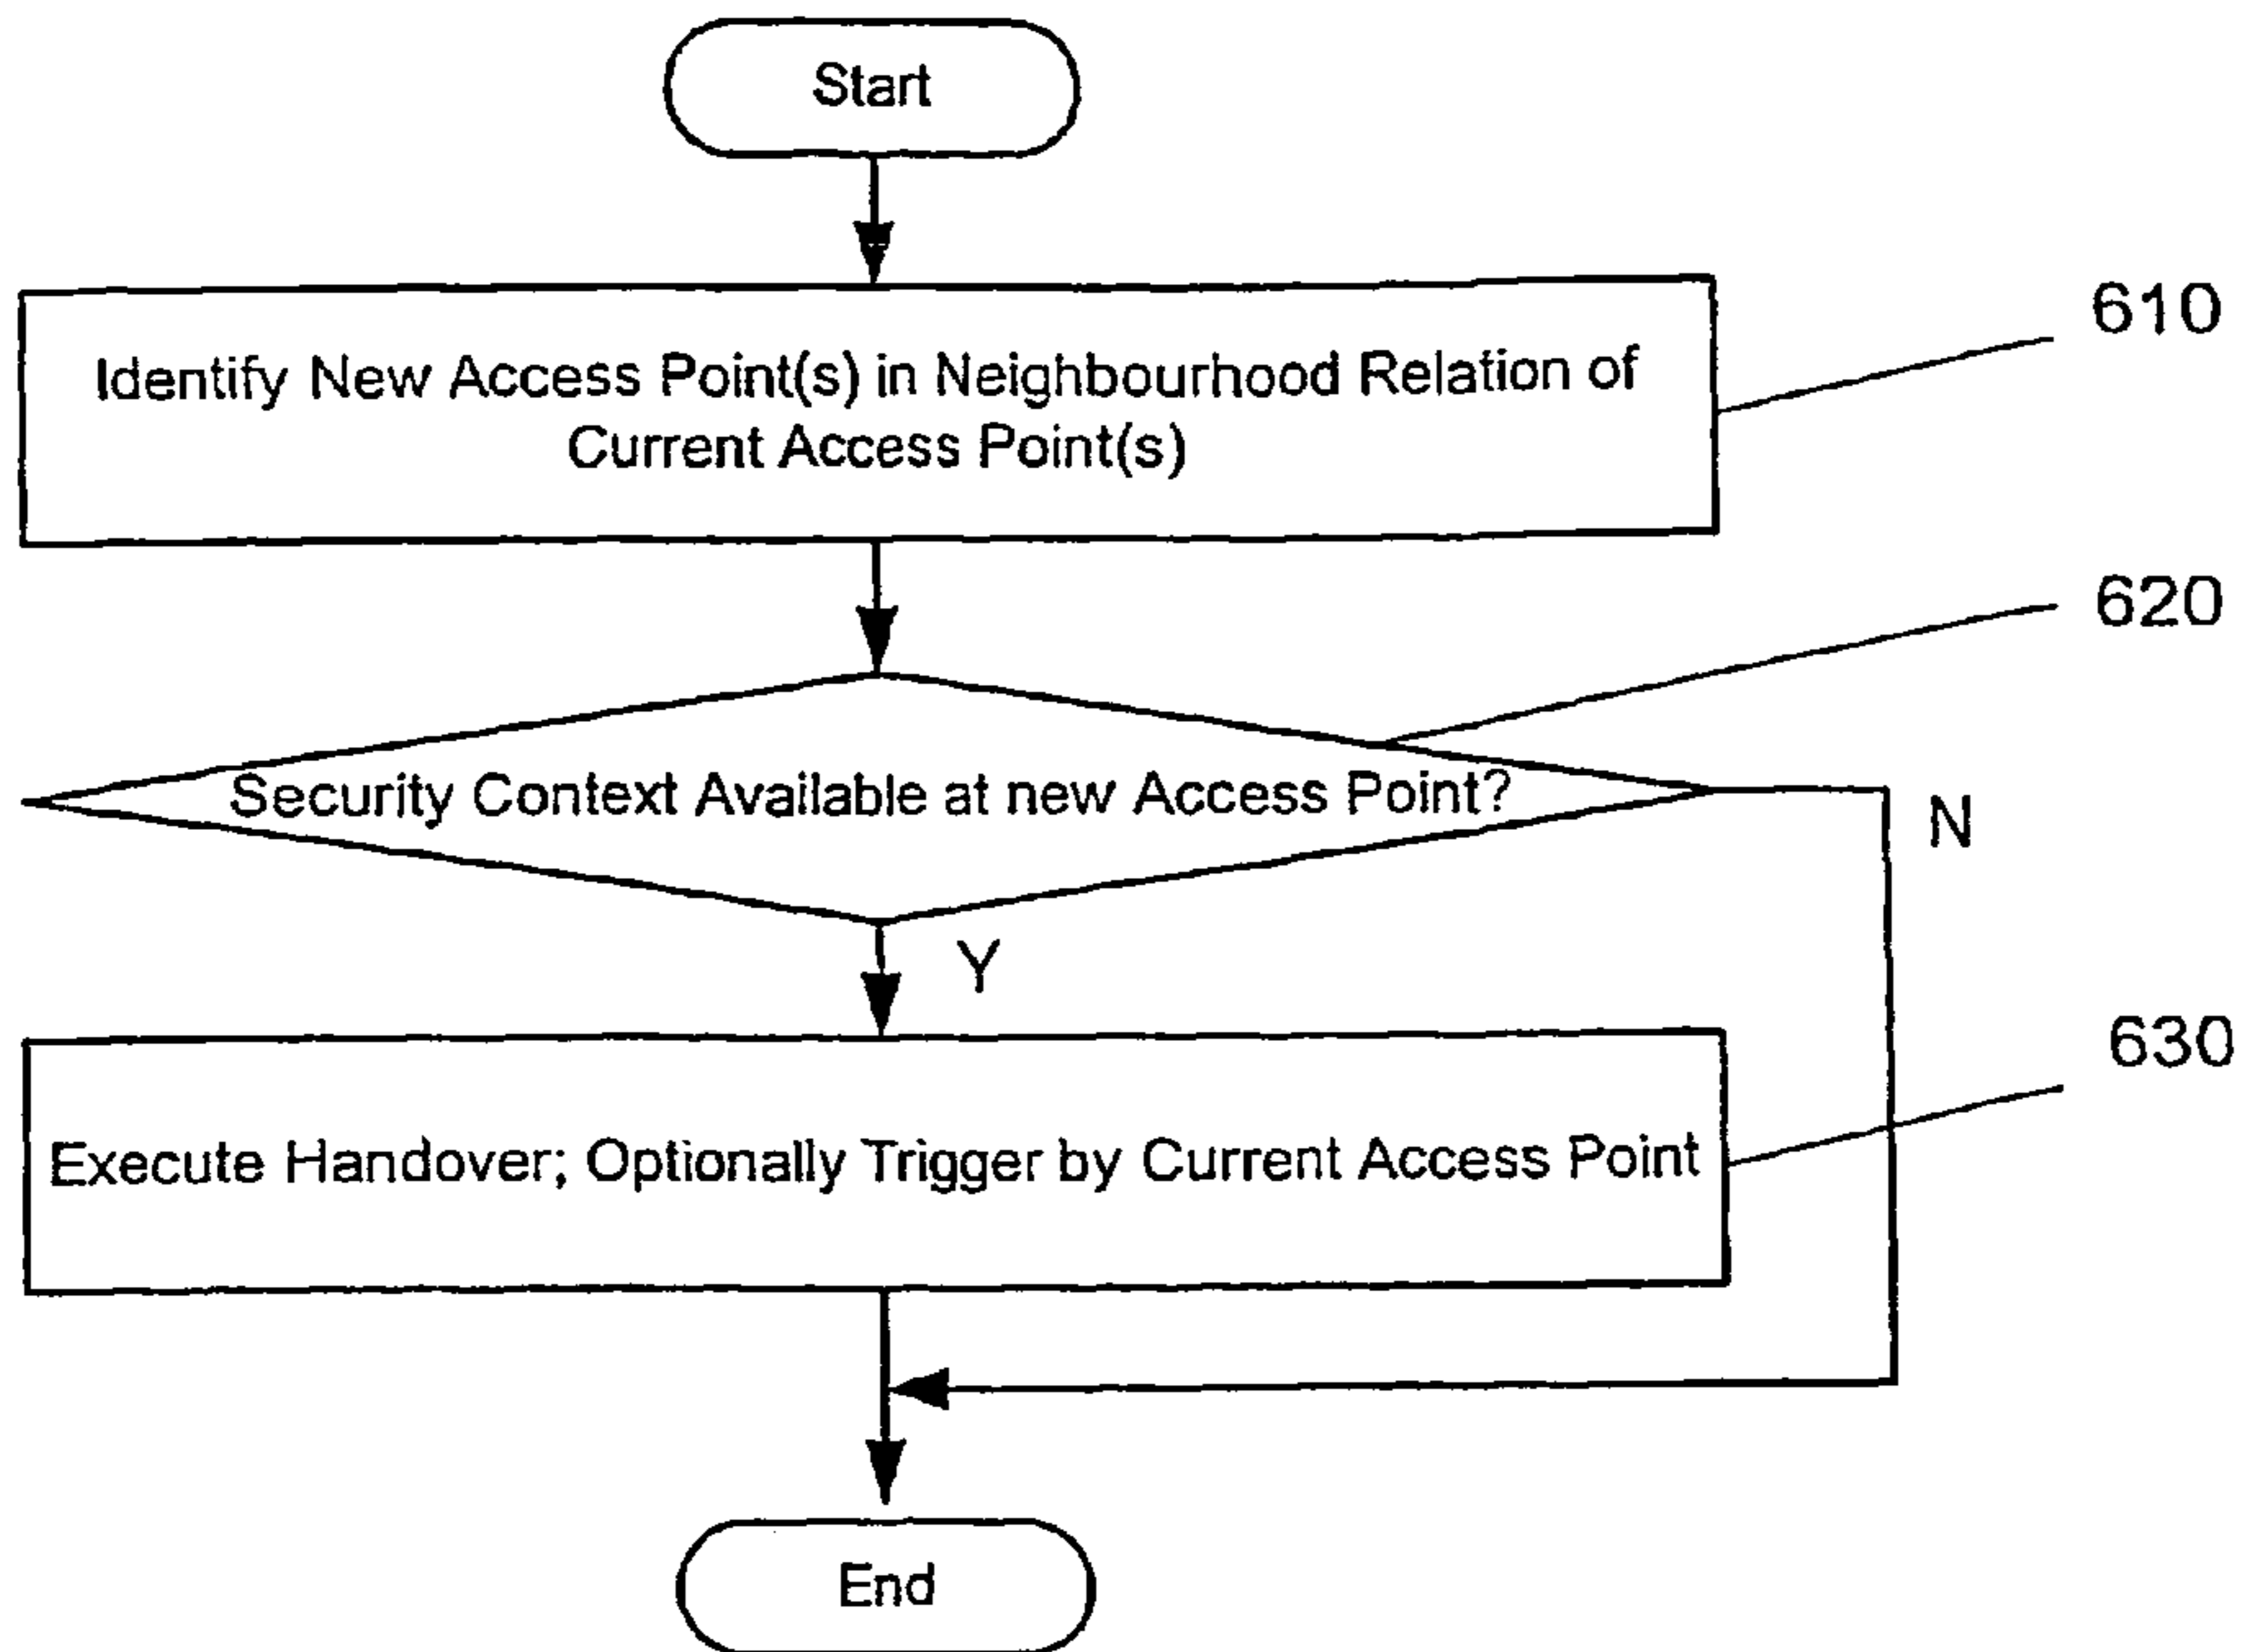 Start
Identify New Access Point(s) in Neighbourhood Relation of
Current Access Point(s)
610
620
Security Context Available at new Access Point?
N
Y
630
Execute Handover; Optionally Trigger by Current Access Point
End